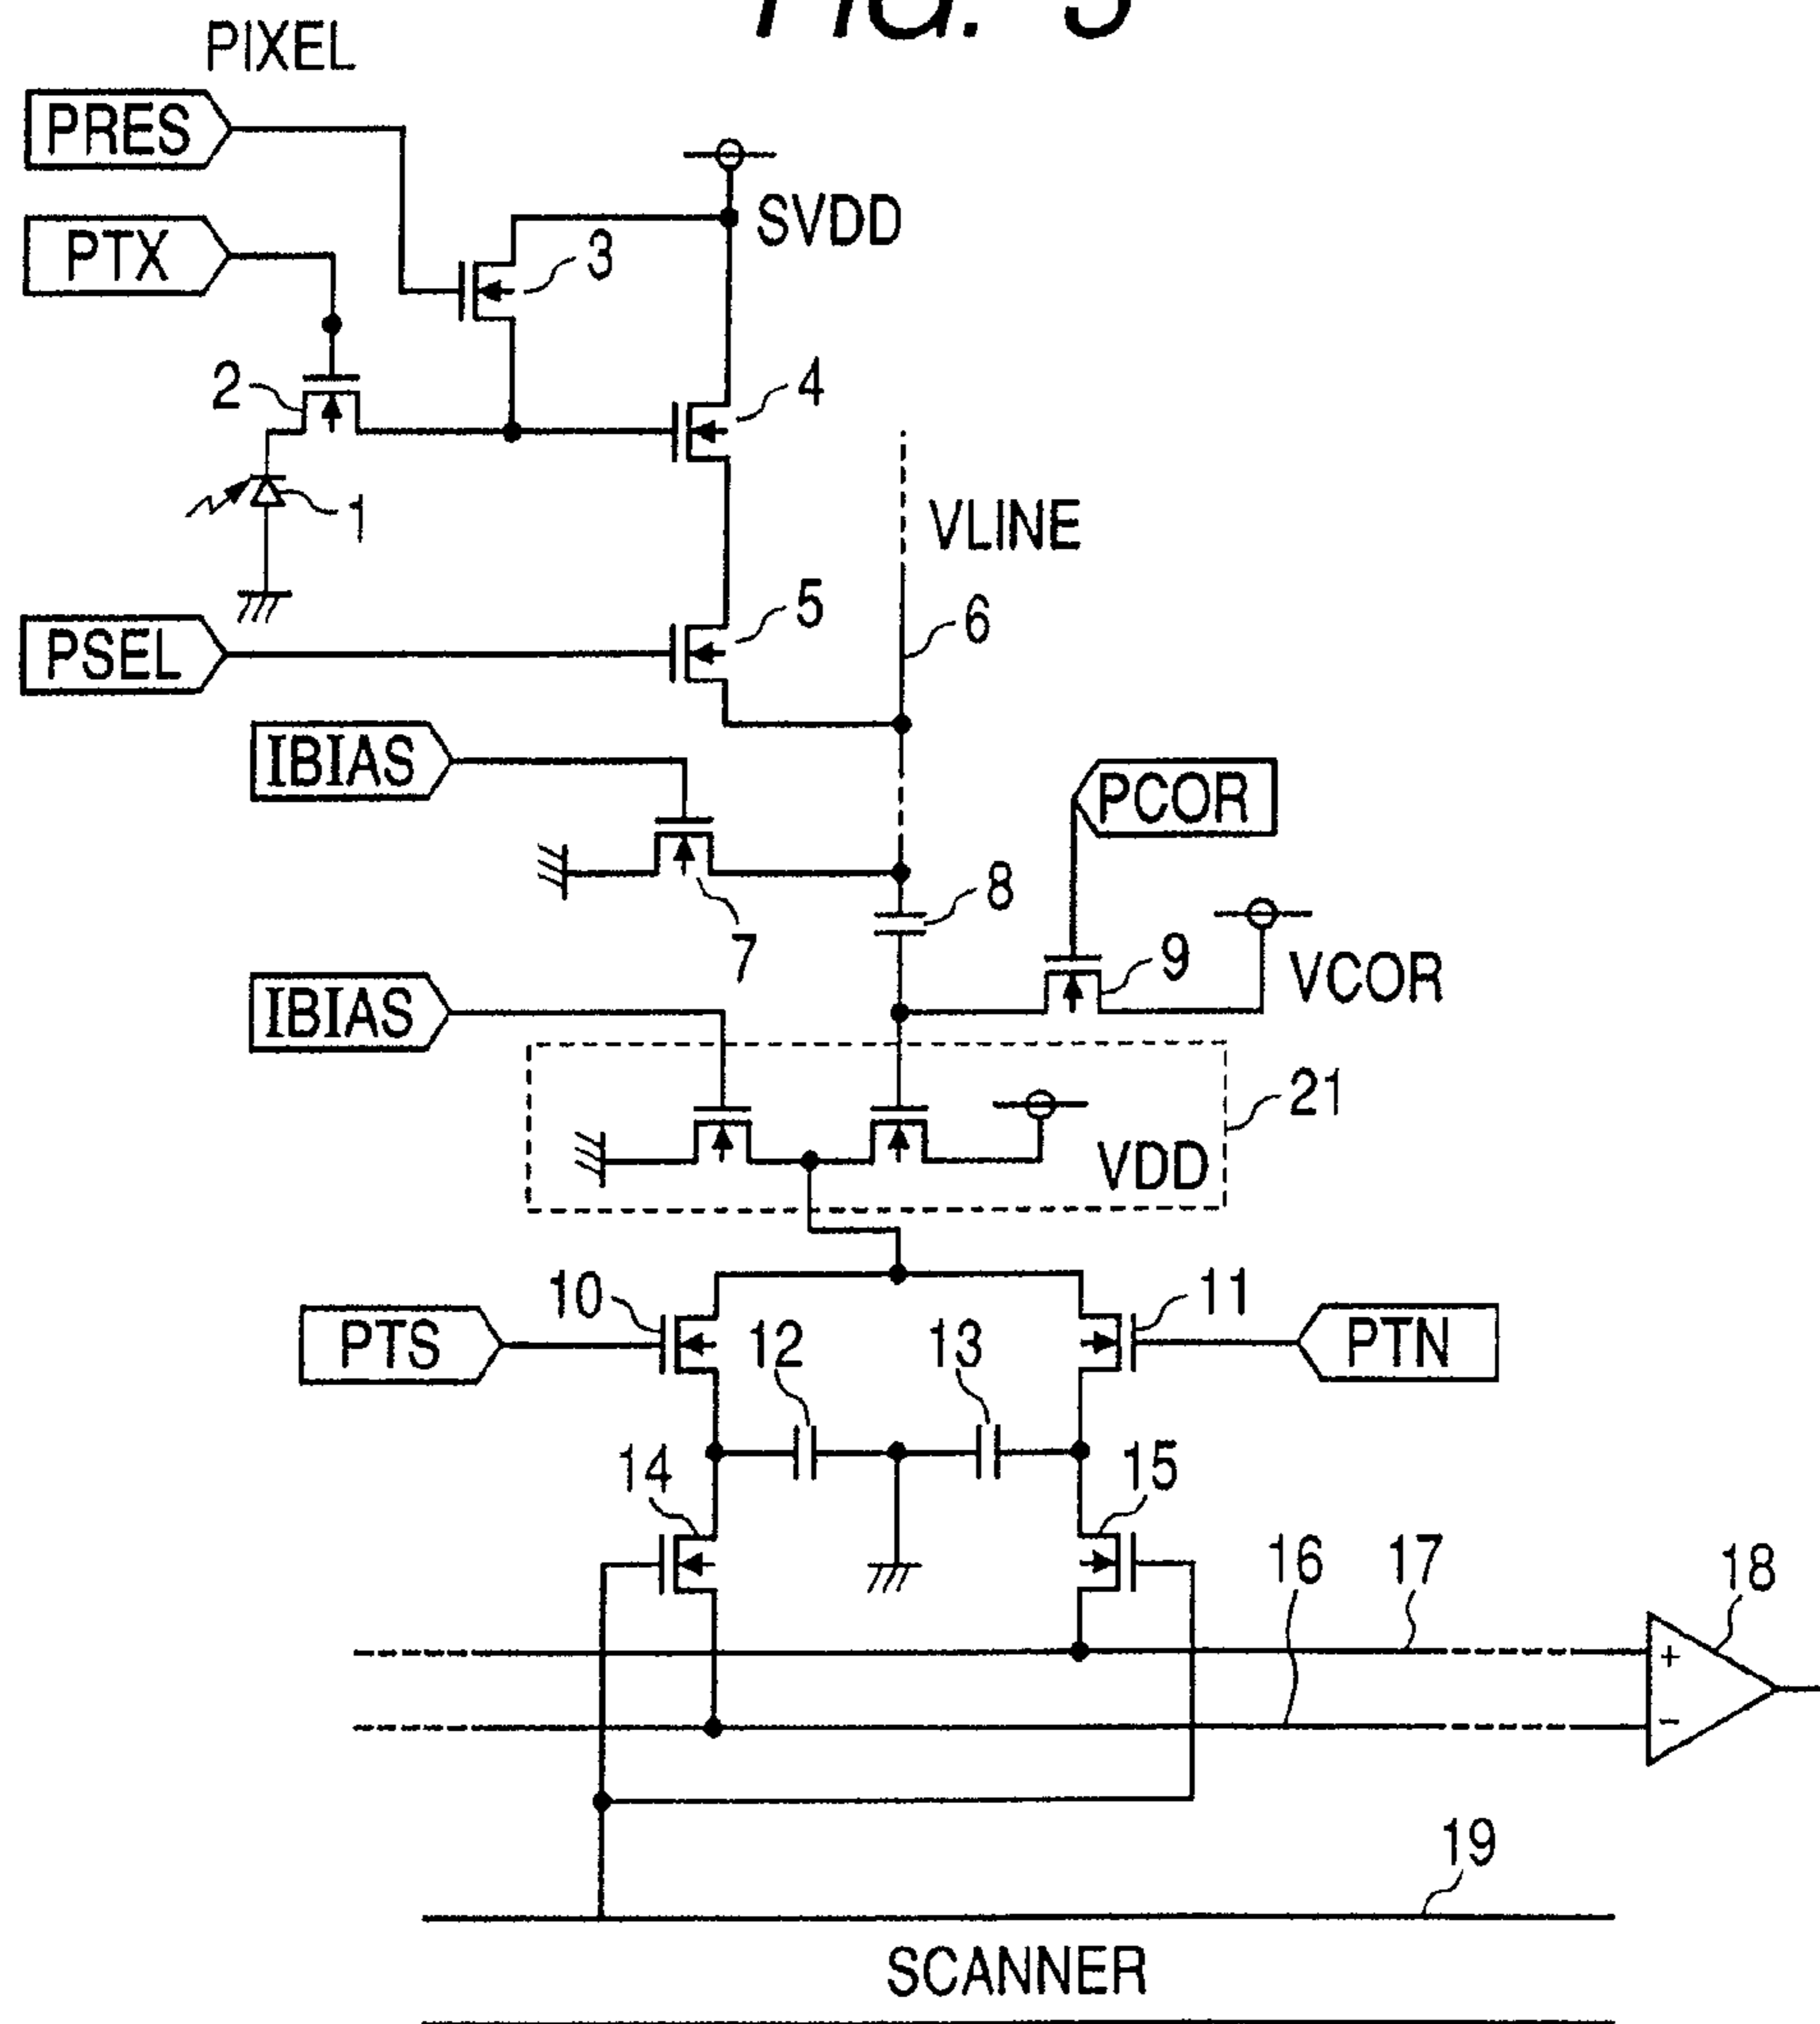 FIG.
PIXEL
PRES
PTX
SVDD
3
2
4
1
VLINE
5
6
PSEL
IBIAS
PCOR
8
7
9
VCOR
IBIAS
21
VDD
10
11
PTS
12
13
PTN
14
15
16
17
18
+
−
19
SCANNER